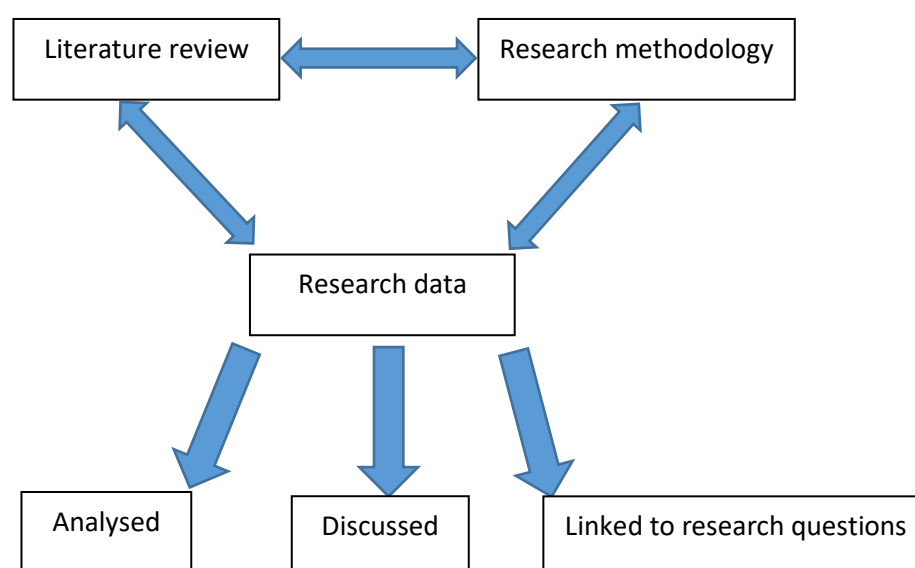 Literature review
Research methodology
Research data
Analysed
Discussed
Linked to research questions